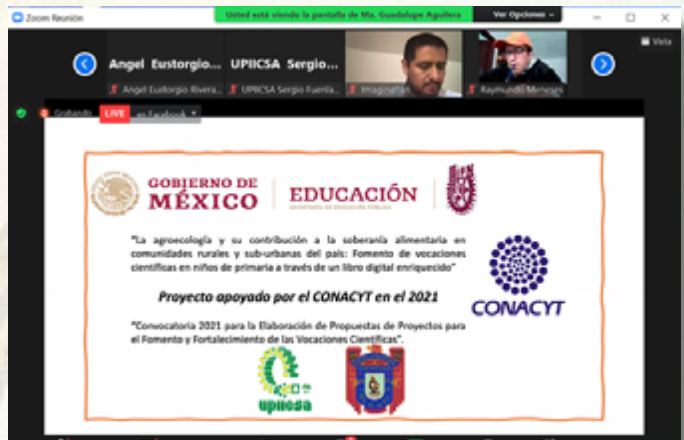 Zoom Reunión
Usted está viendo la pantalla de Ma. Guadalupe Aguilera
Ver Opciones
Vista
Angel Eustorgio...
UPIICSA Sergio...
Angel Eustorgio Rivera...
UPIICSA Sergio Fuenla...
Imagination
Raymundo Meneses
Grabando
LIVE
en Facebook
GOBIERNO DE
MÉXICO
EDUCACIÓN
SECRETARÍA DE EDUCACIÓN PÚBLICA
"La agroecología y su contribución a la soberanía alimentaria en
comunidades rurales y sub-urbanas del país: Fomento de vocaciones
científicas en niños de primaria a través de un libro digital enriquecido"
Proyecto apoyado por el CONACYT en el 2021
CONACYT
"Convocatoria 2021 para la Elaboración de Propuestas de Proyectos para
el Fomento y Fortalecimiento de las Vocaciones Científicas".
upiicsa